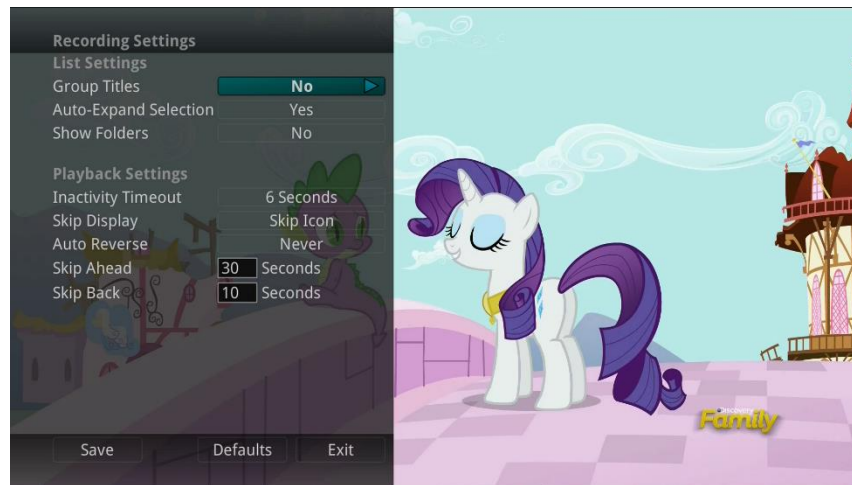 Recording Settings
List Settings
Group Titles No
Auto-Expand Selection Yes
Show Folders No
Playback Settings
Inactivity Timeout 6 Seconds
Skip Display Skip Icon
Auto Reverse Never
Skip Ahead 30 Seconds
Skip Back 10 Seconds
Discovery
Family
Save Defaults Exit